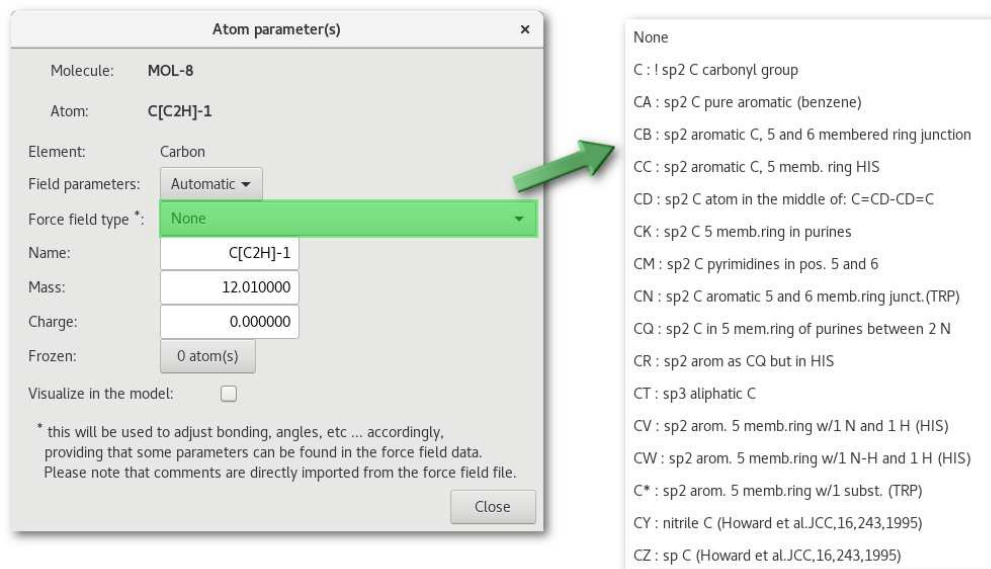 Atom parameter(s) ×
Molecule: MOL-8
Atom: C[C2H]-1
Element: Carbon
Field parameters: Automatic
Force field type *: None
Name: C[C2H]-1
Mass: 12.010000
Charge: 0.000000
Frozen: 0 atom(s)
Visualize in the model:
* this will be used to adjust bonding, angles, etc ... accordingly,
providing that some parameters can be found in the force field data.
Please note that comments are directly imported from the force field file.
Close
None
C : ! sp2 C carbonyl group
CA : sp2 C pure aromatic (benzene)
CB : sp2 aromatic C, 5 and 6 membered ring junction
CC : sp2 aromatic C, 5 memb. ring HIS
CD : sp2 C atom in the middle of: C=CD-CD=C
CK : sp2 C 5 memb.ring in purines
CM : sp2 C pyrimidines in pos. 5 and 6
CN : sp2 C aromatic 5 and 6 memb.ring junct.(TRP)
CQ : sp2 C in 5 mem.ring of purines between 2 N
CR : sp2 arom as CQ but in HIS
CT : sp3 aliphatic C
CV : sp2 arom. 5 memb.ring w/1 N and 1 H (HIS)
CW : sp2 arom. 5 memb.ring w/1 N-H and 1 H (HIS)
C* : sp2 arom. 5 memb.ring w/1 subst. (TRP)
CY : nitrile C (Howard et al.JCC,16,243,1995)
CZ : sp C (Howard et al.JCC,16,243,1995)